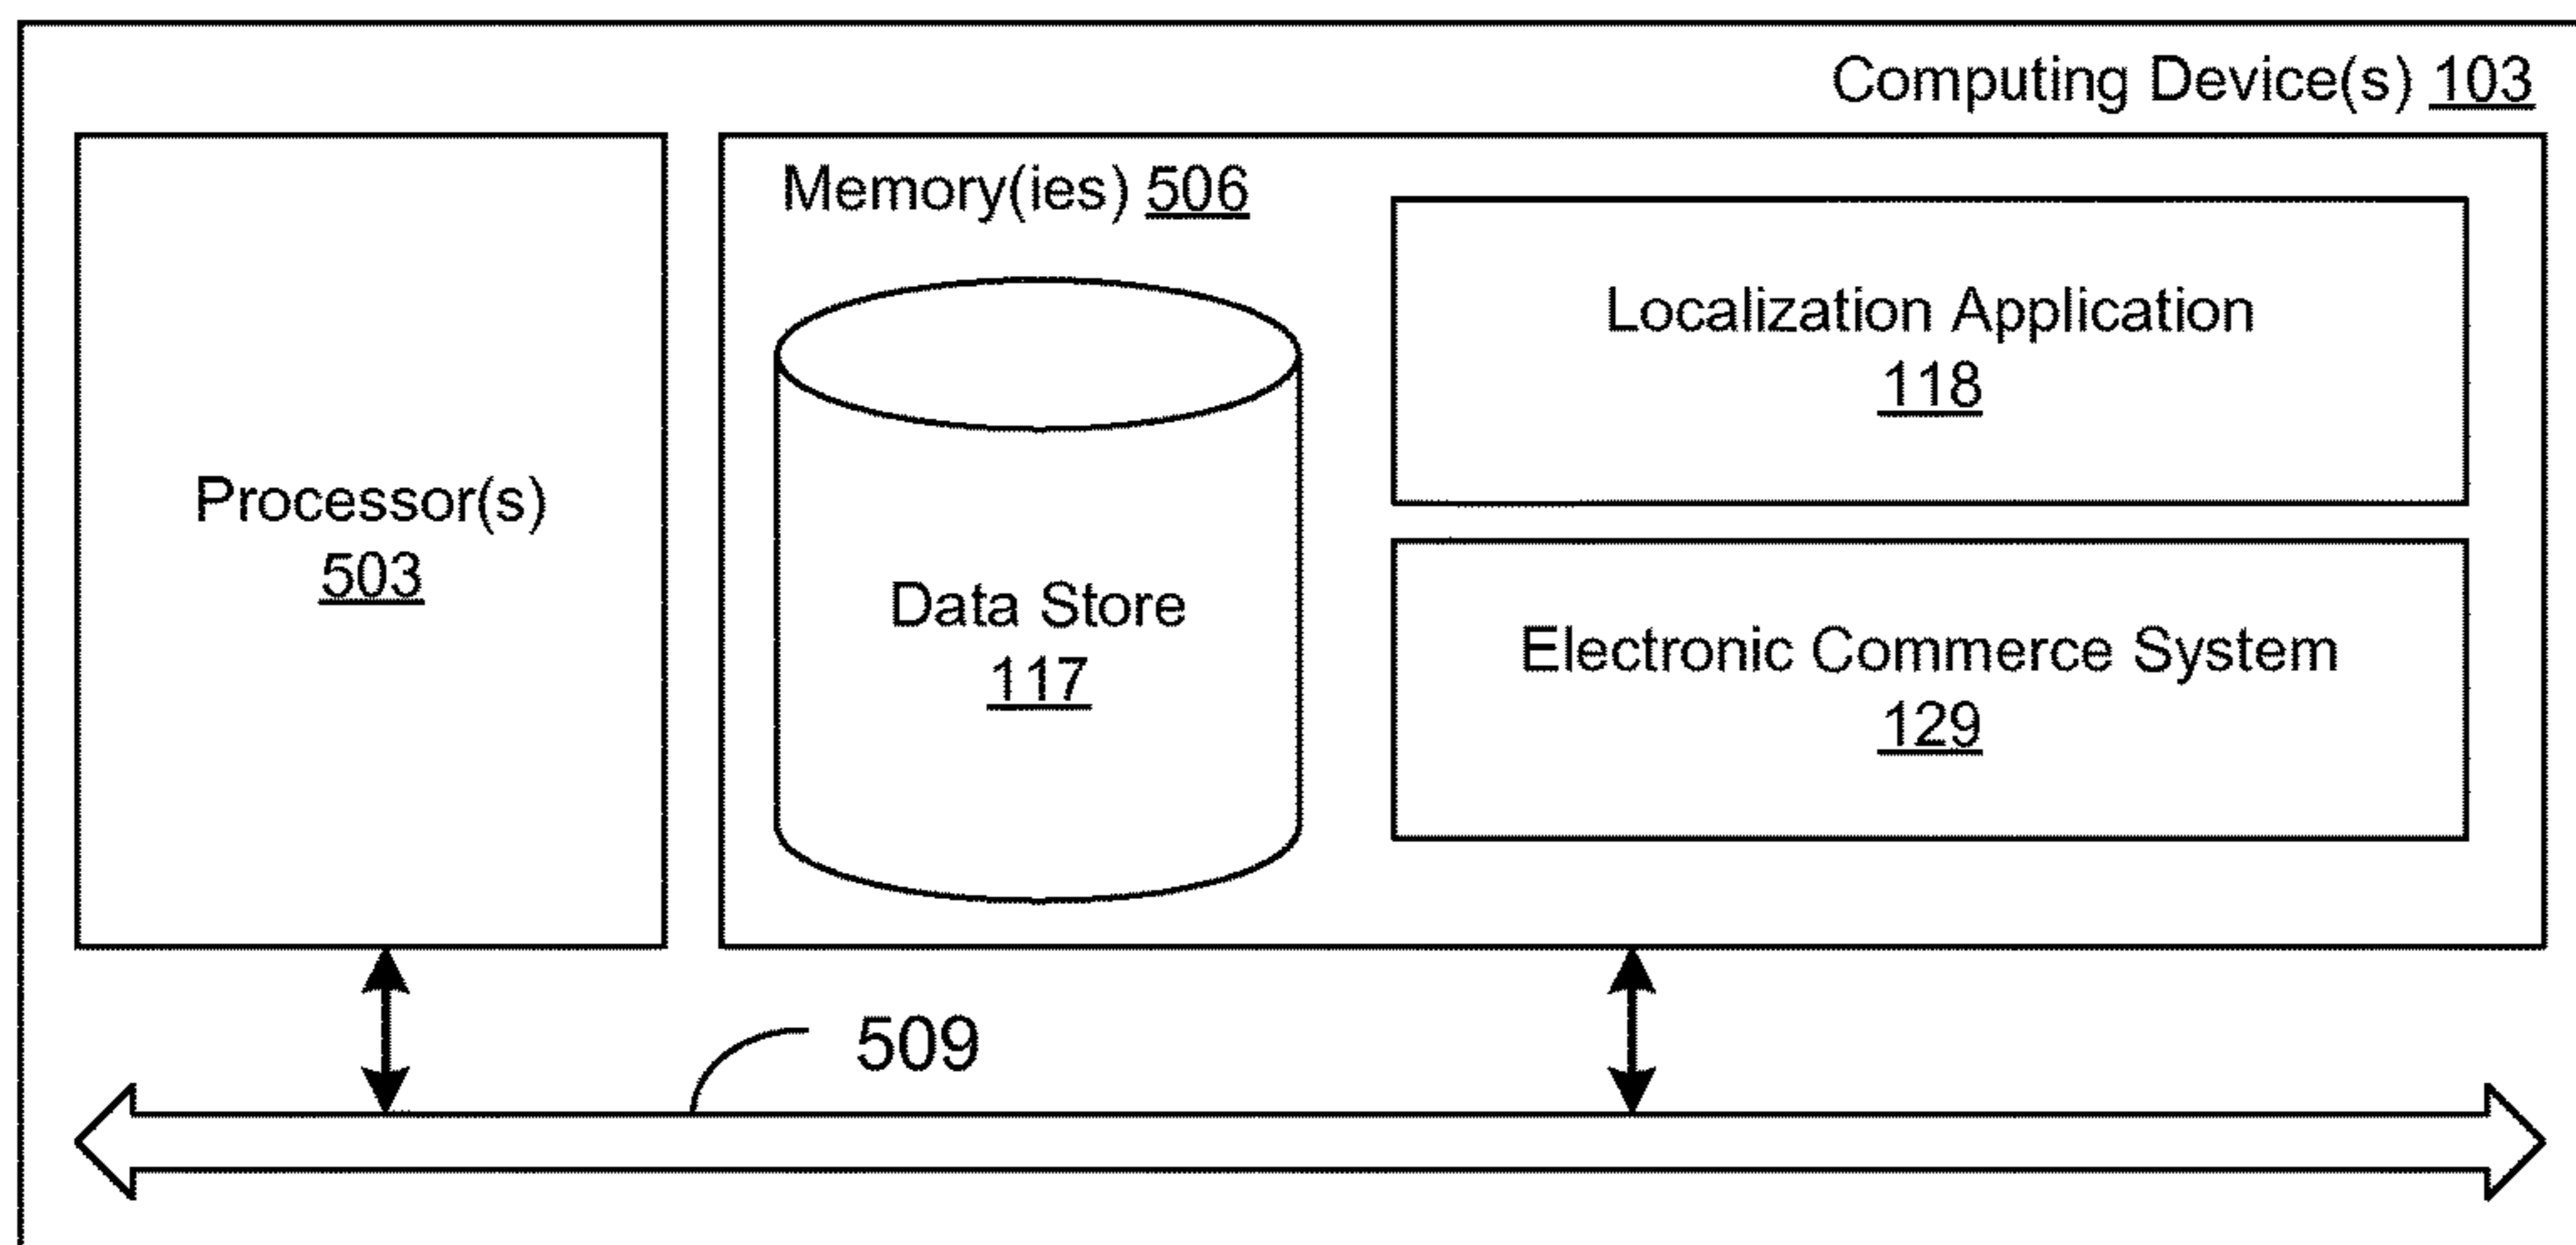 Computing Device(s) 103
Memory(ies) 506
Localization Application
118
Processor(s)
503
Data Store
117
Electronic Commerce System
129
509